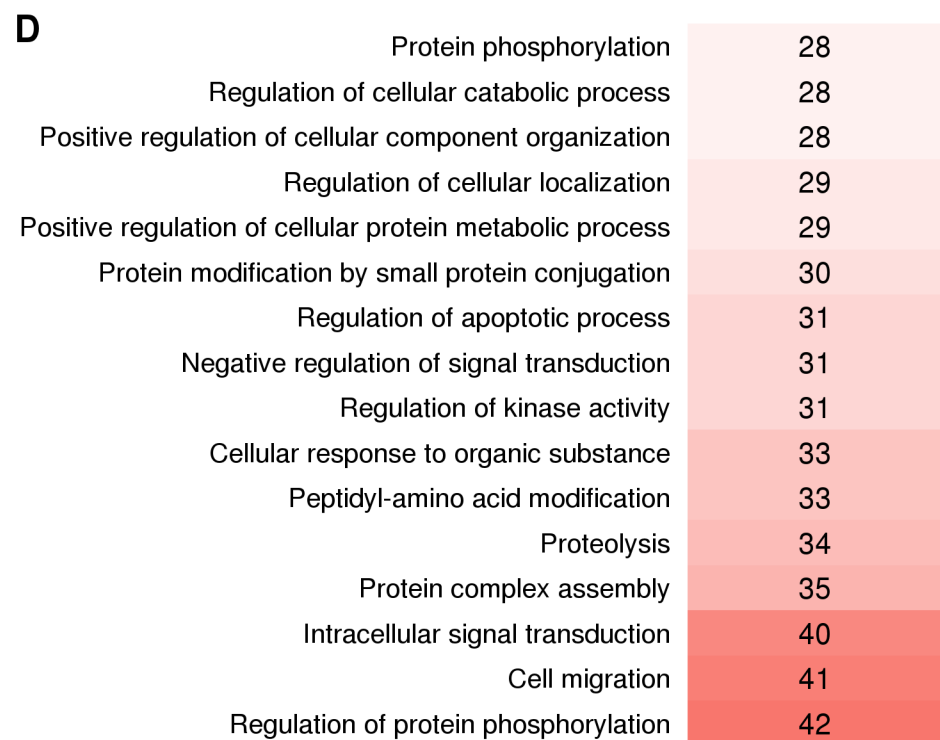 D
Protein phosphorylation 28
Regulation of cellular catabolic process 28
Positive regulation of cellular component organization 28
Regulation of cellular localization 29
Positive regulation of cellular protein metabolic process 29
Protein modification by small protein conjugation 30
Regulation of apoptotic process 31
Negative regulation of signal transduction 31
Regulation of kinase activity 31
Cellular response to organic substance 33
Peptidyl-amino acid modification 33
Proteolysis 34
Protein complex assembly 35
Intracellular signal transduction 40
Cell migration 41
Regulation of protein phosphorylation 42